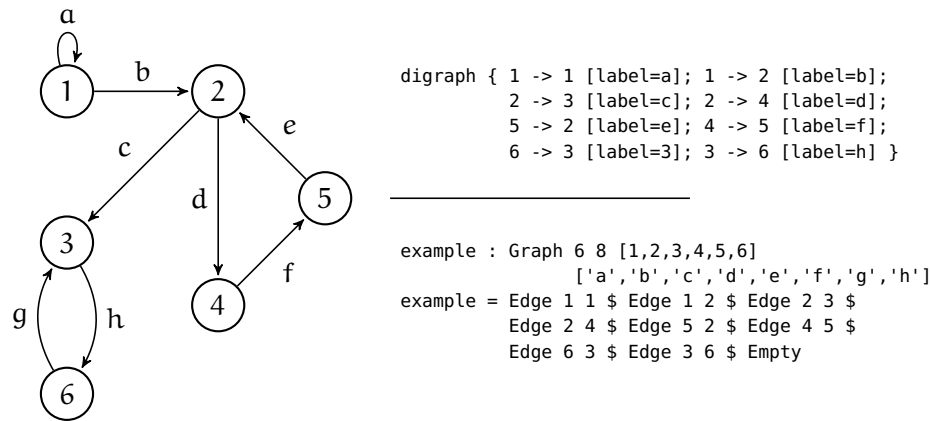 a
1
b
2
c
d
e
5
3
4
f
g
h
6
digraph { 1 -> 1 [label=a]; 1 -> 2 [label=b];
2 -> 3 [label=c]; 2 -> 4 [label=d];
5 -> 2 [label=e]; 4 -> 5 [label=f];
6 -> 3 [label=3]; 3 -> 6 [label=h] }
example : Graph 6 8 [1,2,3,4,5,6]
['a','b','c','d','e','f','g','h']
example = Edge 1 1 $ Edge 1 2 $ Edge 2 3 $
Edge 2 4 $ Edge 5 2 $ Edge 4 5 $
Edge 6 3 $ Edge 3 6 $ Empty